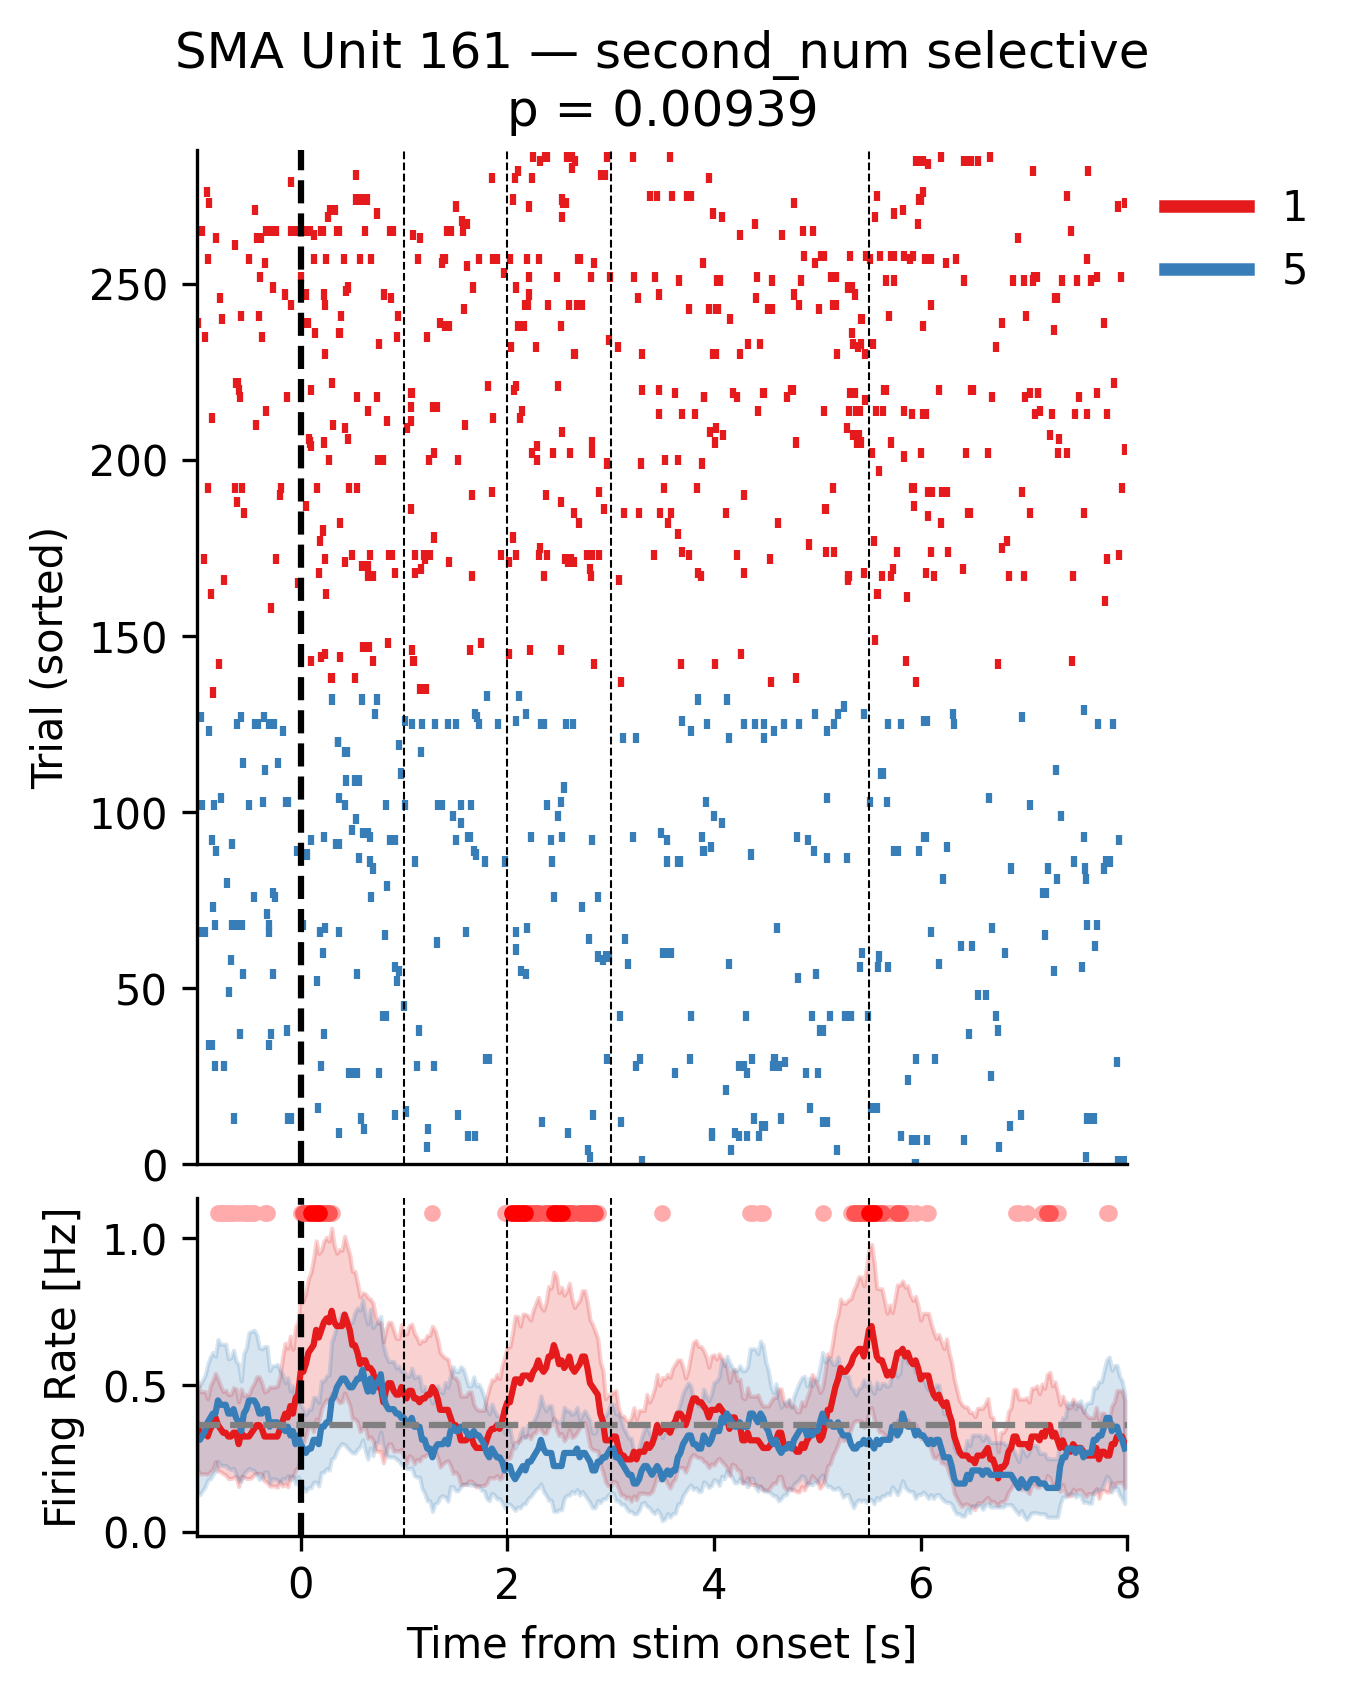 SMA Unit 161 — second_num selective
p = 0.00939
1
5
Trial (sorted)
250
200
150
100
50
0
Firing Rate [Hz]
1.0
0.5
0.0
0 2 4 6 8
Time from stim onset [s]